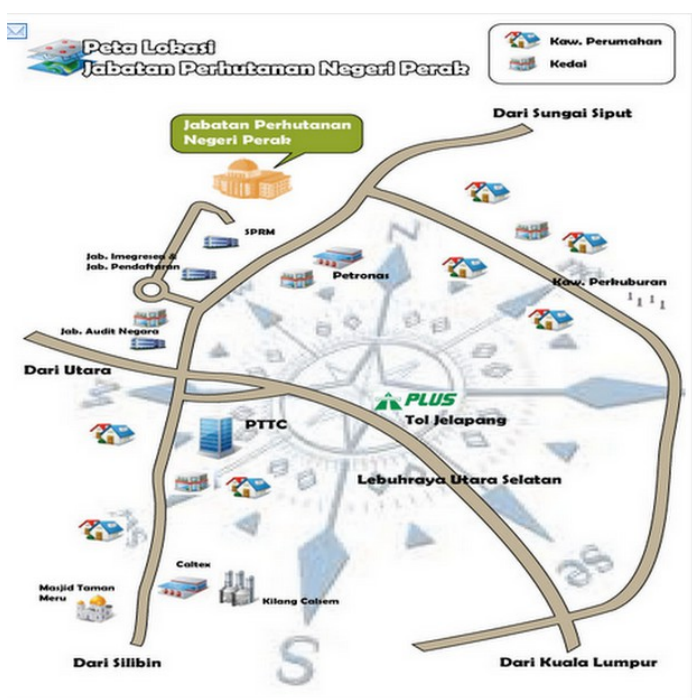 Peta Lokasi
Jabatan Perhutanan Negeri Perak
Kaw. Perumahan
Kedai
Dari Sungai Siput
Jabatan Perhutanan
Negeri Perak
SPRM
Jab. Imegresen &
Jab. Pendaftaran
Petronas
N
Kaw. Perkuburan
Jab. Audit Negara
Dari Utara
PLUS
Tol Jelapang
PTTC
Lebuhraya Utara Selatan
SE
Caltex
Masjid Taman
Meru
Kilang Calsem
S
Dari Silibin
Dari Kuala Lumpur